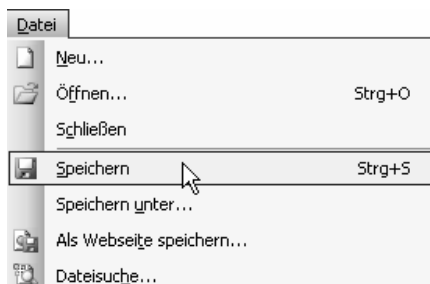 Datei
Neu...
Öffnen... Strg+O
Schließen
Speichern Strg+S
Speichern unter...
Als Webseite speichern...
Dateisuche...